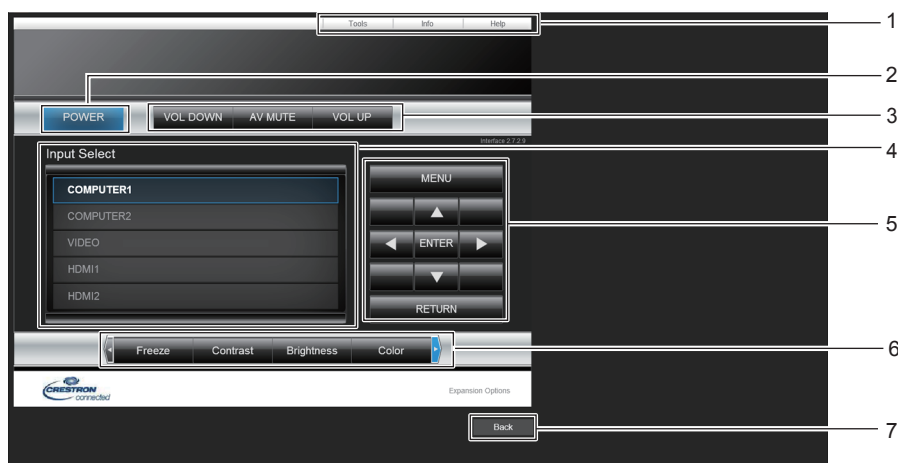 Tools Info Help 1
2
POWER VOL DOWN AV MUTE VOL UP 3
Interface 2.7.2.9
Input Select 4
MENU
COMPUTER1
COMPUTER2 5
VIDEO ENTER
HDMI1
HDMI2 RETURN
Freeze Contrast Brightness Color 6
CRESTRON
connected Expansion Options
Back 7